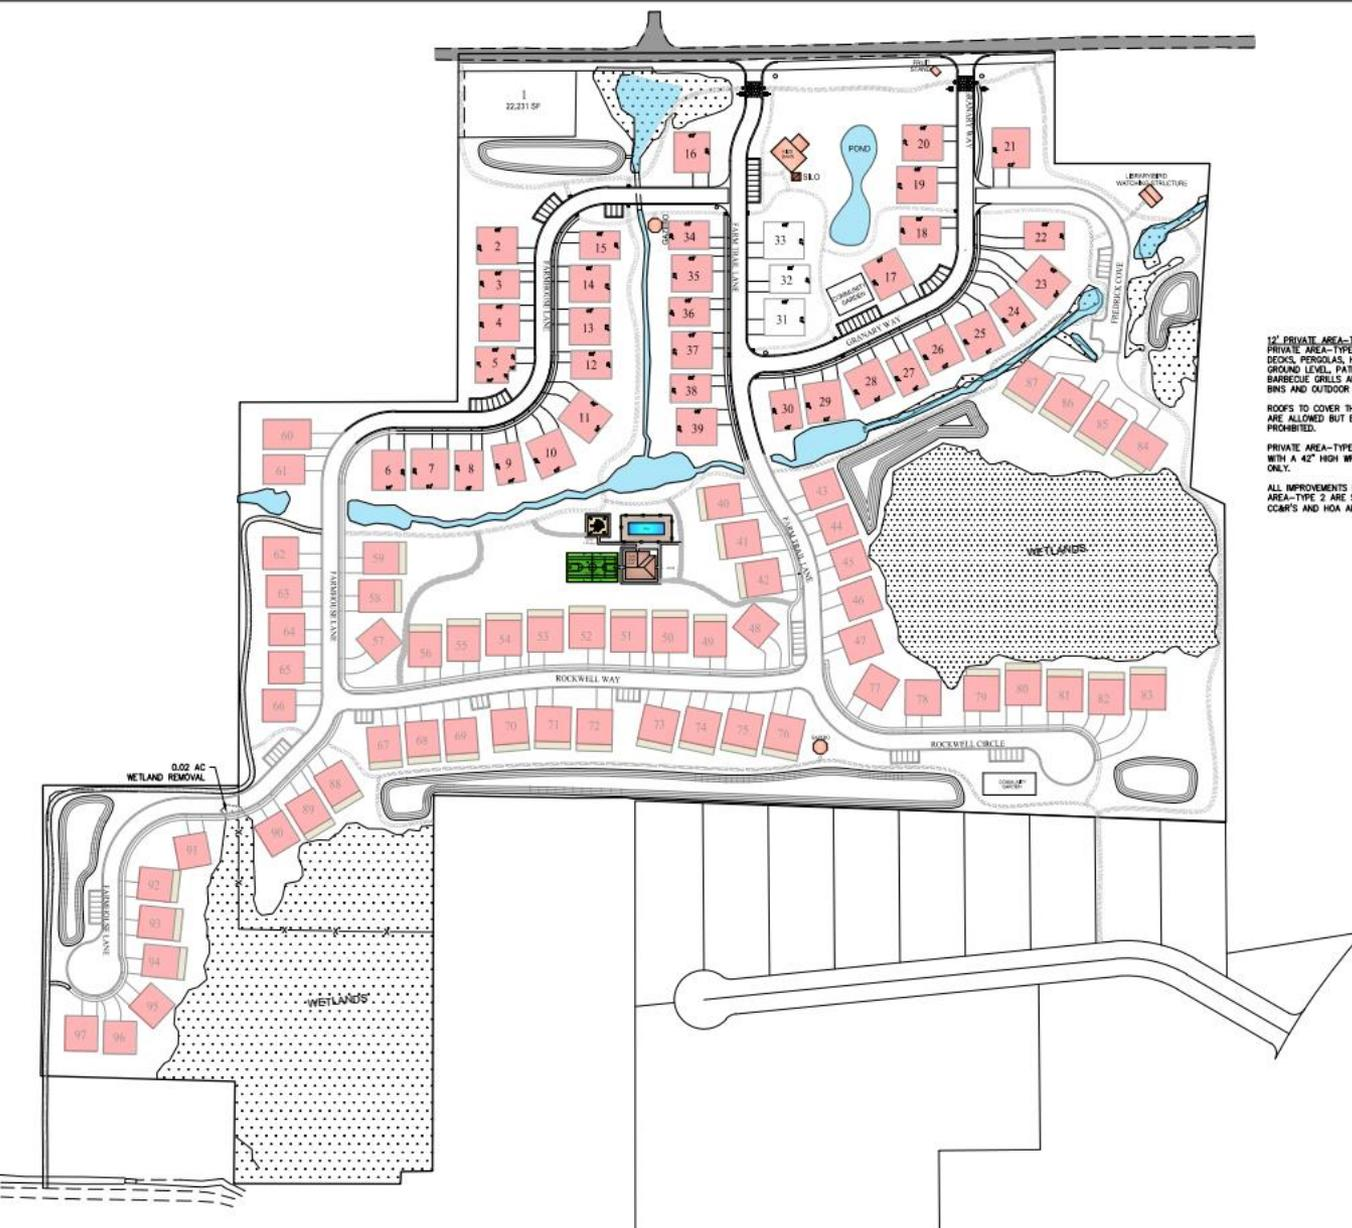 FRUIT
STAND
1
22,231 SF
GRANARY WAY
20
21
16
POND
SILO
19
LIBRARY/BIRD
WATCHING STRUCTURE
GAZEBO
18
2
15
34
33
22
FARM TRAIL LANE
FREDRICK COVE
3
14
35
32
17
23
FARMHOUSE LANE
COMMUNITY
GARDEN
4
13
36
31
24
GRANARY WAY
25
5
12
37
26
27
28
38
29
30
87
86
85
84
11
39
60
61
6
7
8
9
10
12' PRIVATE AREA-T
PRIVATE AREA-TYPE
DECKS, PERGOLAS, H
GROUND LEVEL, PAT
BARBECUE GRILLS A
BINS AND OUTDOOR
ROOFS TO COVER TH
ARE ALLOWED BUT E
PROHIBITED.
PRIVATE AREA-TYPE
WITH A 42" HIGH WR
ONLY.
ALL IMPROVEMENTS
AREA-TYPE 2 ARE S
CC&R'S AND HOA A
40
43
41
44
62
59
42
45
WETLANDS
FARM TRAIL LANE
63
58
46
FARMHOUSE LANE
64
57
56
55
54
53
52
51
50
49
48
47
65
66
ROCKWELL WAY
77
78
79
80
81
82
83
67
68
69
70
71
72
73
74
75
76
GAZEBO
ROCKWELL CIRCLE
COMMUNITY
GARDEN
0.02 AC
WETLAND REMOVAL
88
89
90
91
92
93
94
FARMHOUSE LANE
95
97
96
WETLANDS